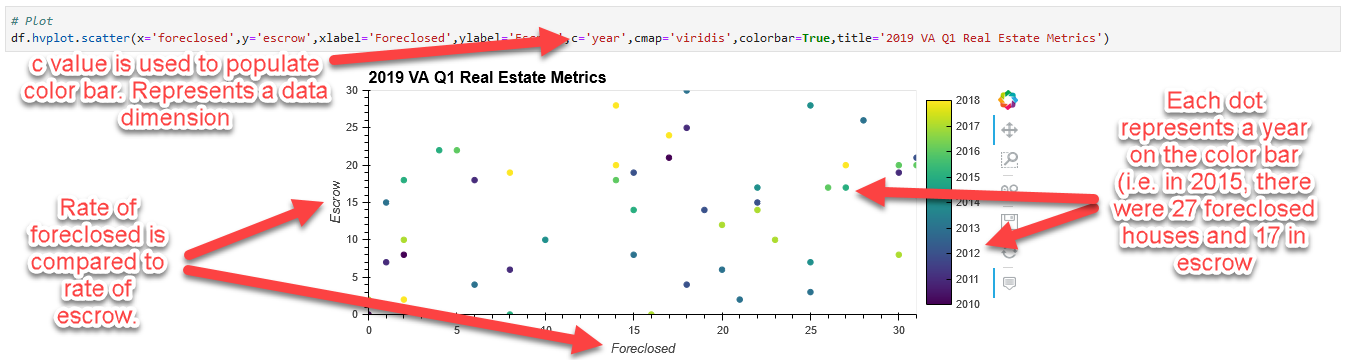 # Plot
df.hvplot.scatter(x='foreclosed',y='escrow',xlabel='Foreclosed',ylabel='Es ',c='year',cmap='viridis',colorbar=True,title='2019 VA Q1 Real Estate Metrics')
c value is used to populate
color bar. Represents a data
dimension
2019 VA Q1 Real Estate Metrics
30
25
20
15
10
5
0
Escrow
0
5
10
15
20
25
30
Foreclosed
2018
2017
2016
2015
2014
2013
2012
2011
2010
Rate of
foreclosed is
compared to
rate of
escrow.
Each dot
represents a year
on the color bar
(i.e. in 2015, there
were 27 foreclosed
houses and 17 in
escrow